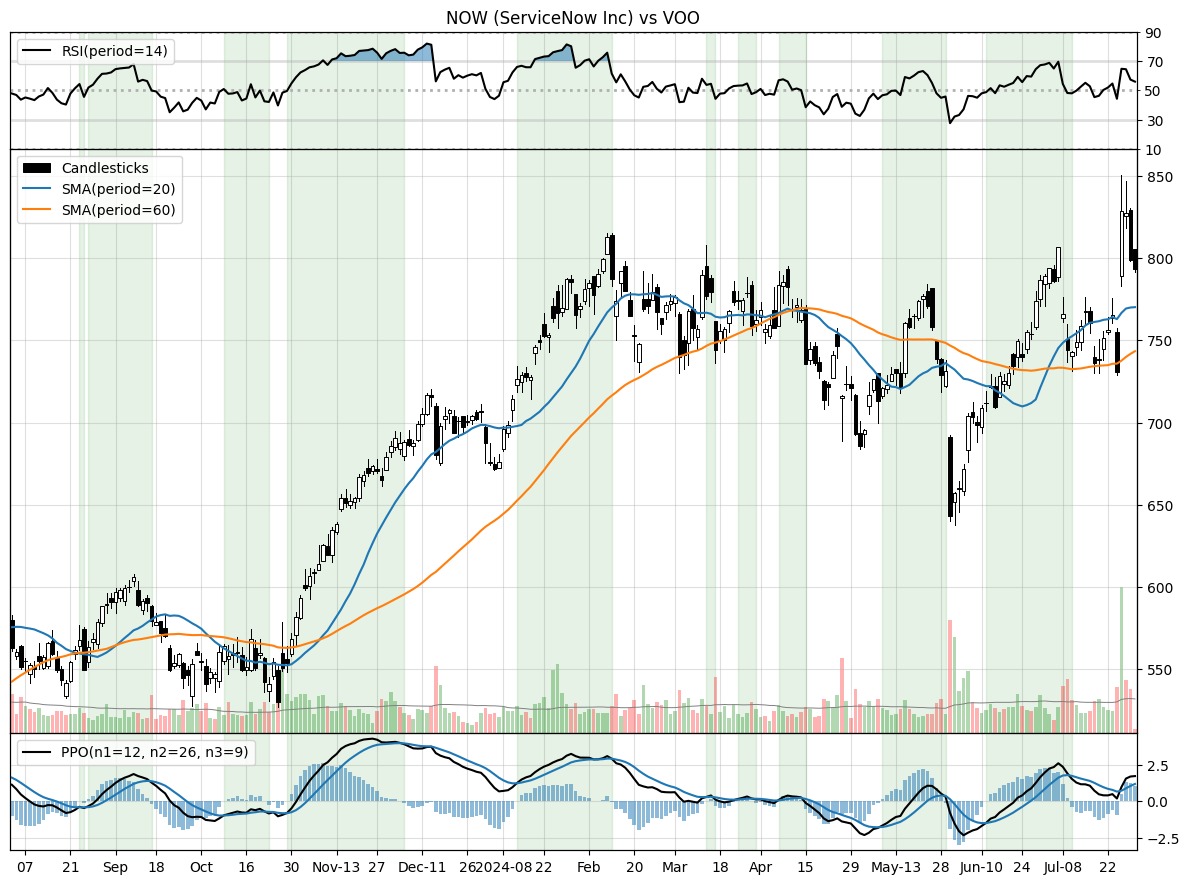 NOW (ServiceNow Inc) vs VOO
RSI(period=14)
90
70
50
30
10
Candlesticks
SMA(period=20)
SMA(period=60)
850
800
750
700
650
600
550
PPO(n1=12, n2=26, n3=9)
2.5
0.0
−2.5
07 21 Sep 18 Oct 16 30 Nov-13 27 Dec-11 26 2024-08 22 Feb 20 Mar 18 Apr 15 29 May-13 28 Jun-10 24 Jul-08 22